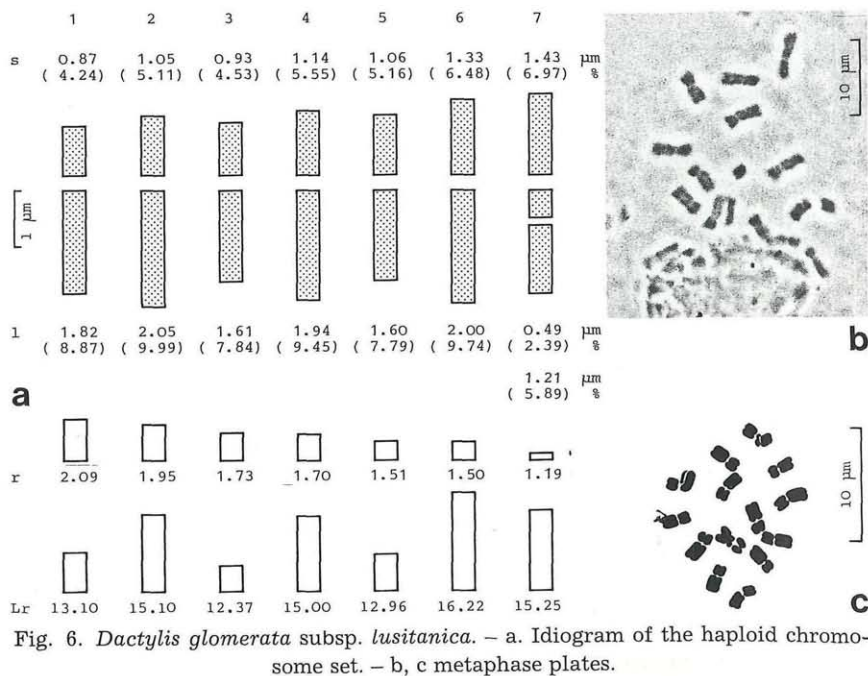 1 2 3 4 5 6 7
s 0.87 1.05 0.93 1.14 1.06 1.33 1.43 µm
( 4.24) ( 5.11) ( 4.53) ( 5.55) ( 5.16) ( 6.48) ( 6.97) %
1 µm
10 µm
l 1.82 2.05 1.61 1.94 1.60 2.00 0.49 µm
( 8.87) ( 9.99) ( 7.84) ( 9.45) ( 7.79) ( 9.74) ( 2.39) %
b
1.21 µm
( 5.89) %
a
r 2.09 1.95 1.73 1.70 1.51 1.50 1.19
10 µm
Lr 13.10 15.10 12.37 15.00 12.96 16.22 15.25
c
Fig. 6. Dactylis glomerata subsp. lusitanica. – a. Idiogram of the haploid chromo-
some set. – b, c metaphase plates.